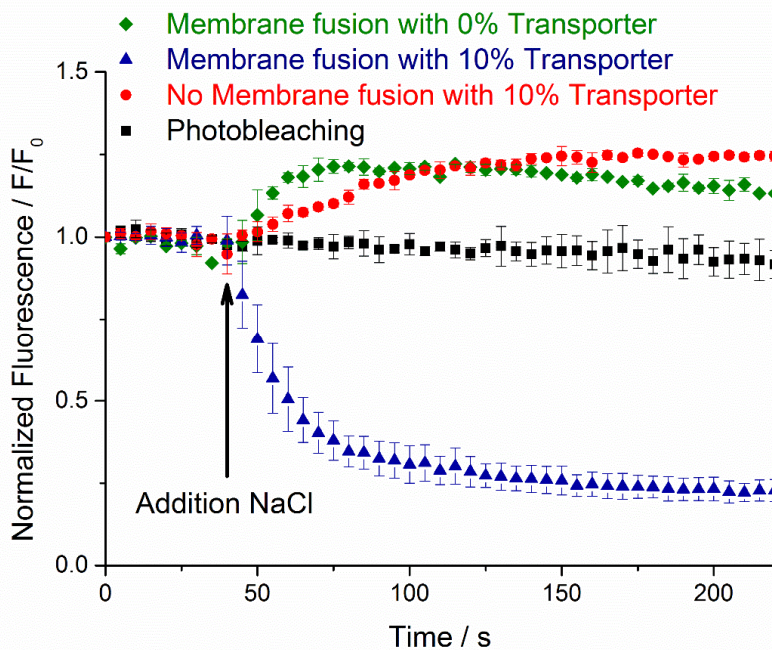 Membrane fusion with 0% Transporter
Membrane fusion with 10% Transporter
No Membrane fusion with 10% Transporter
Photobleaching
1.5
1.0
0.5
0.0
Normalized Fluorescence / F/F₀
Addition NaCl
0
50
100
150
200
Time / s